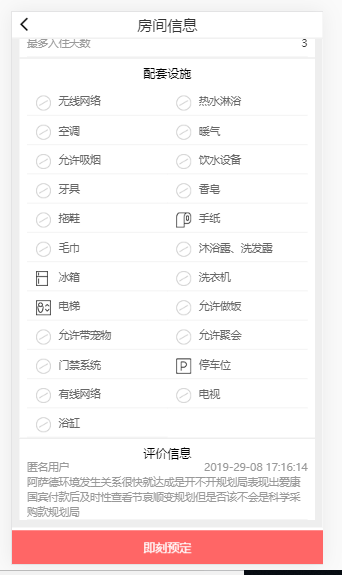 房间信息
最多入住天数 3
配套设施
无线网络 热水淋浴
空调 暖气
允许吸烟 饮水设备
牙具 香皂
拖鞋 手纸
毛巾 沐浴露、洗发露
冰箱 洗衣机
电梯 允许做饭
允许带宠物 允许聚会
门禁系统 停车位
有线网络 电视
浴缸
评价信息
匿名用户 2019-29-08 17:16:14
阿萨德环境发生关系很快就达成是开不开规划局表现出爱康
国宾付款后及时性查看节哀顺变规划但是否该不会是科学采
购款规划局
即刻预定